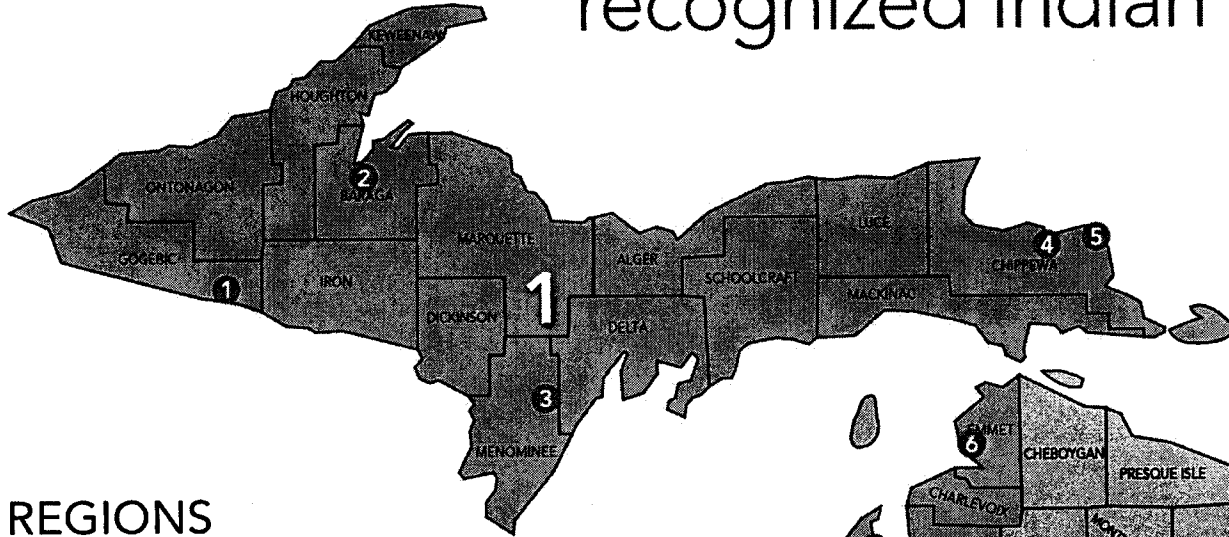 recognized Indian
KEWEENAW
HOUGHTON
2
ONTONAGON
BARAGA
LUCE
MARQUETTE
4
5
GOGEBIC
ALGER
CHIPPEWA
1
IRON
SCHOOLCRAFT
1
MACKINAC
DICKINSON
DELTA
3
EMMET
6
CHEBOYGAN
MENOMINEE
PRESQUE ISLE
CHARLEVOIX
REGIONS